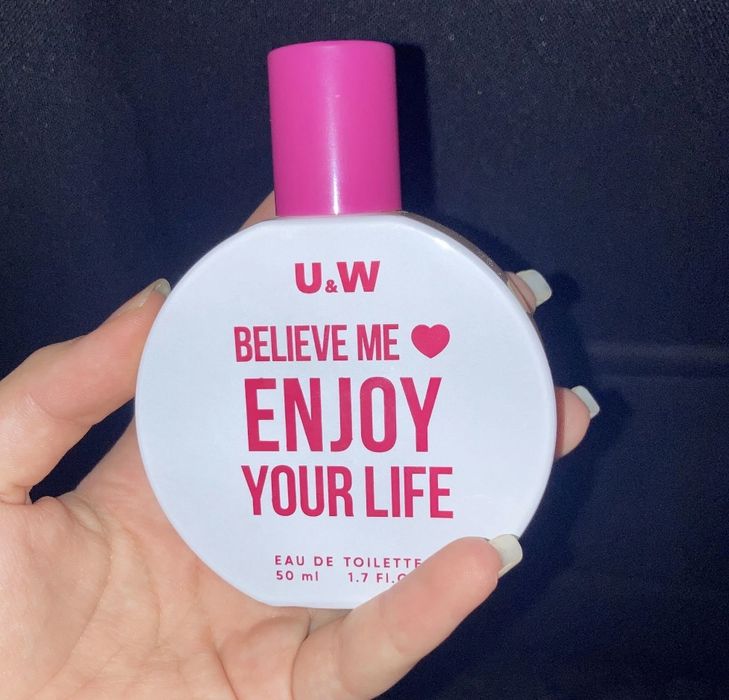 U&W
BELIEVE ME ♥
ENJOY
YOUR LIFE
EAU DE TOILETTE
50 ml 1.7 Fl.